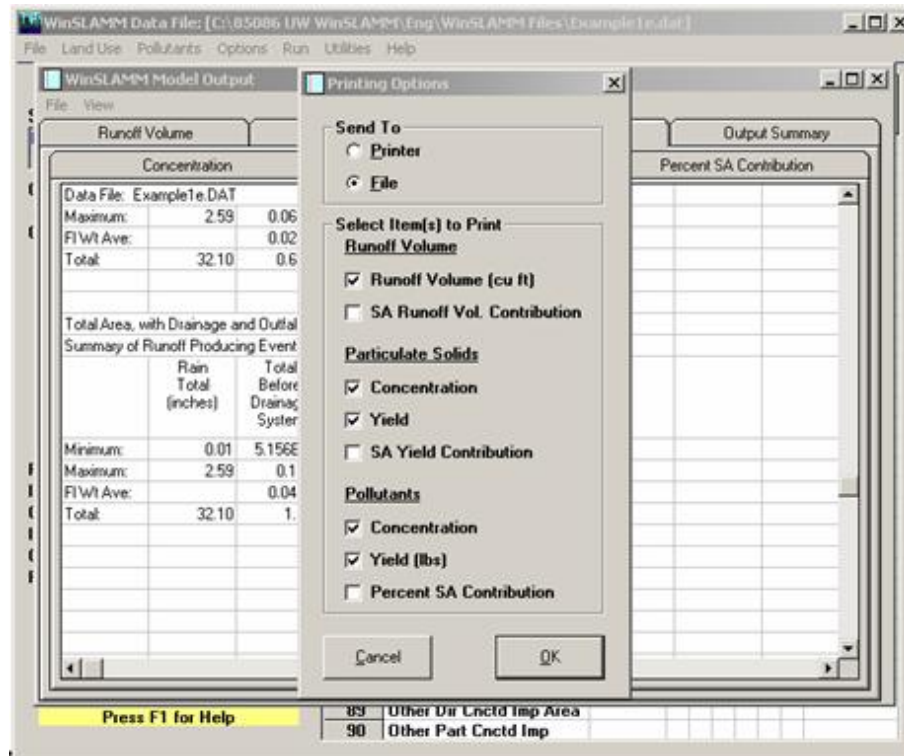 WinSLAMM Data File: [C:\85086 UW WinSLAMM\Eng\WinSLAMM Files\Example1e.dat]
File Land Use Pollutants Options Run Utilities Help
WinSLAMM Model Output
File View
Runoff Volume Output Summary
Concentration Percent SA Contribution
Data File: Example1e.DAT
Maximum: 2.59 0.06
Fl Wt Ave: 0.02
Total: 32.10 0.6
Total Area, with Drainage and Outfal
Summary of Runoff Producing Event
Rain Total (inches)
Total Before Drainag System
Minimum: 0.01 5.156E
Maximum: 2.59 0.1
Fl Wt Ave: 0.04
Total: 32.10 1.
Printing Options
Send To
Printer
File
Select Item(s) to Print
Runoff Volume
Runoff Volume (cu ft)
SA Runoff Vol. Contribution
Particulate Solids
Concentration
Yield
SA Yield Contribution
Pollutants
Concentration
Yield (lbs)
Percent SA Contribution
Cancel OK
Press F1 for Help
89 Other Dir Cnctd Imp Area
90 Other Part Cnctd Imp